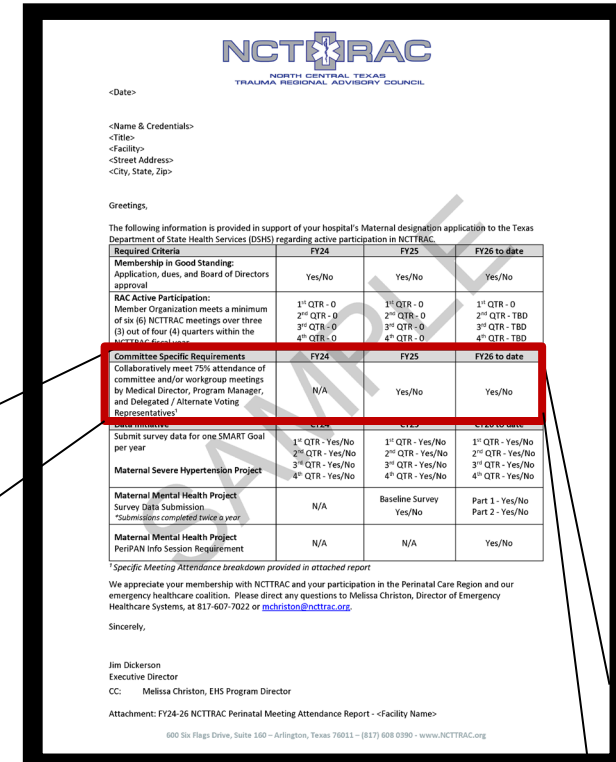 NCTTRAC
NORTH CENTRAL TEXAS
TRAUMA REGIONAL ADVISORY COUNCIL
<Date>
<Name & Credentials>
<Title>
<Facility>
<Street Address>
<City, State, Zip>
Greetings,
The following information is provided in support of your hospital's Maternal designation application to the Texas
Department of State Health Services (DSHS) regarding active participation in NCTTRAC.
Required Criteria FY24 FY25 FY26 to date
Membership in Good Standing:
Application, dues, and Board of Directors
approval
Yes/No Yes/No Yes/No
RAC Active Participation:
Member Organization meets a minimum
of six (6) NCTTRAC meetings over three
(3) out of four (4) quarters within the
NCTTRAC fiscal year
1st QTR - 0 1st QTR - 0 1st QTR - 0
2nd QTR - 0 2nd QTR - 0 2nd QTR - TBD
3rd QTR - 0 3rd QTR - 0 3rd QTR - TBD
4th QTR - 0 4th QTR - 0 4th QTR - TBD
Committee Specific Requirements FY24 FY25 FY26 to date
Collaboratively meet 75% attendance of
committee and/or workgroup meetings
by Medical Director, Program Manager,
and Delegated / Alternate Voting
Representatives¹
N/A Yes/No Yes/No
Data Initiative FY24 FY25 FY26 to date
Submit survey data for one SMART Goal
per year
Maternal Severe Hypertension Project
1st QTR - Yes/No 1st QTR - Yes/No 1st QTR - Yes/No
2nd QTR - Yes/No 2nd QTR - Yes/No 2nd QTR - Yes/No
3rd QTR - Yes/No 3rd QTR - Yes/No 3rd QTR - Yes/No
4th QTR - Yes/No 4th QTR - Yes/No 4th QTR - Yes/No
Maternal Mental Health Project
Survey Data Submission
*Submissions completed twice a year
N/A
Baseline Survey
Yes/No
Part 1 - Yes/No
Part 2 - Yes/No
Maternal Mental Health Project
PeriPAN Info Session Requirement
N/A N/A Yes/No
¹ Specific Meeting Attendance breakdown provided in attached report
We appreciate your membership with NCTTRAC and your participation in the Perinatal Care Region and our
emergency healthcare coalition. Please direct any questions to Melissa Christon, Director of Emergency
Healthcare Systems, at 817-607-7022 or mchriston@ncttrac.org.
Sincerely,
Jim Dickerson
Executive Director
CC: Melissa Christon, EHS Program Director
Attachment: FY24-26 NCTTRAC Perinatal Meeting Attendance Report - <Facility Name>
600 Six Flags Drive, Suite 160 – Arlington, Texas 76011 – (817) 608 0390 - www.NCTTRAC.org
SAMPLE